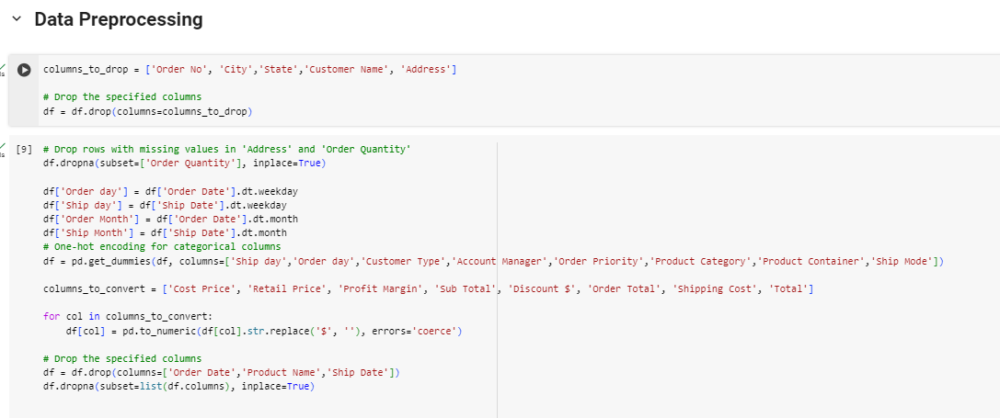 Data Preprocessing
columns_to_drop = ['Order No', 'City','State','Customer Name', 'Address']
# Drop the specified columns
df = df.drop(columns=columns_to_drop)
[9] # Drop rows with missing values in 'Address' and 'Order Quantity'
df.dropna(subset=['Order Quantity'], inplace=True)
df['Order day'] = df['Order Date'].dt.weekday
df['Ship day'] = df['Ship Date'].dt.weekday
df['Order Month'] = df['Order Date'].dt.month
df['Ship Month'] = df['Ship Date'].dt.month
# One-hot encoding for categorical columns
df = pd.get_dummies(df, columns=['Ship day','Order day','Customer Type','Account Manager','Order Priority','Product Category','Product Container','Ship Mode'])
columns_to_convert = ['Cost Price', 'Retail Price', 'Profit Margin', 'Sub Total', 'Discount $', 'Order Total', 'Shipping Cost', 'Total']
for col in columns_to_convert:
    df[col] = pd.to_numeric(df[col].str.replace('$', ''), errors='coerce')
# Drop the specified columns
df = df.drop(columns=['Order Date','Product Name','Ship Date'])
df.dropna(subset=list(df.columns), inplace=True)